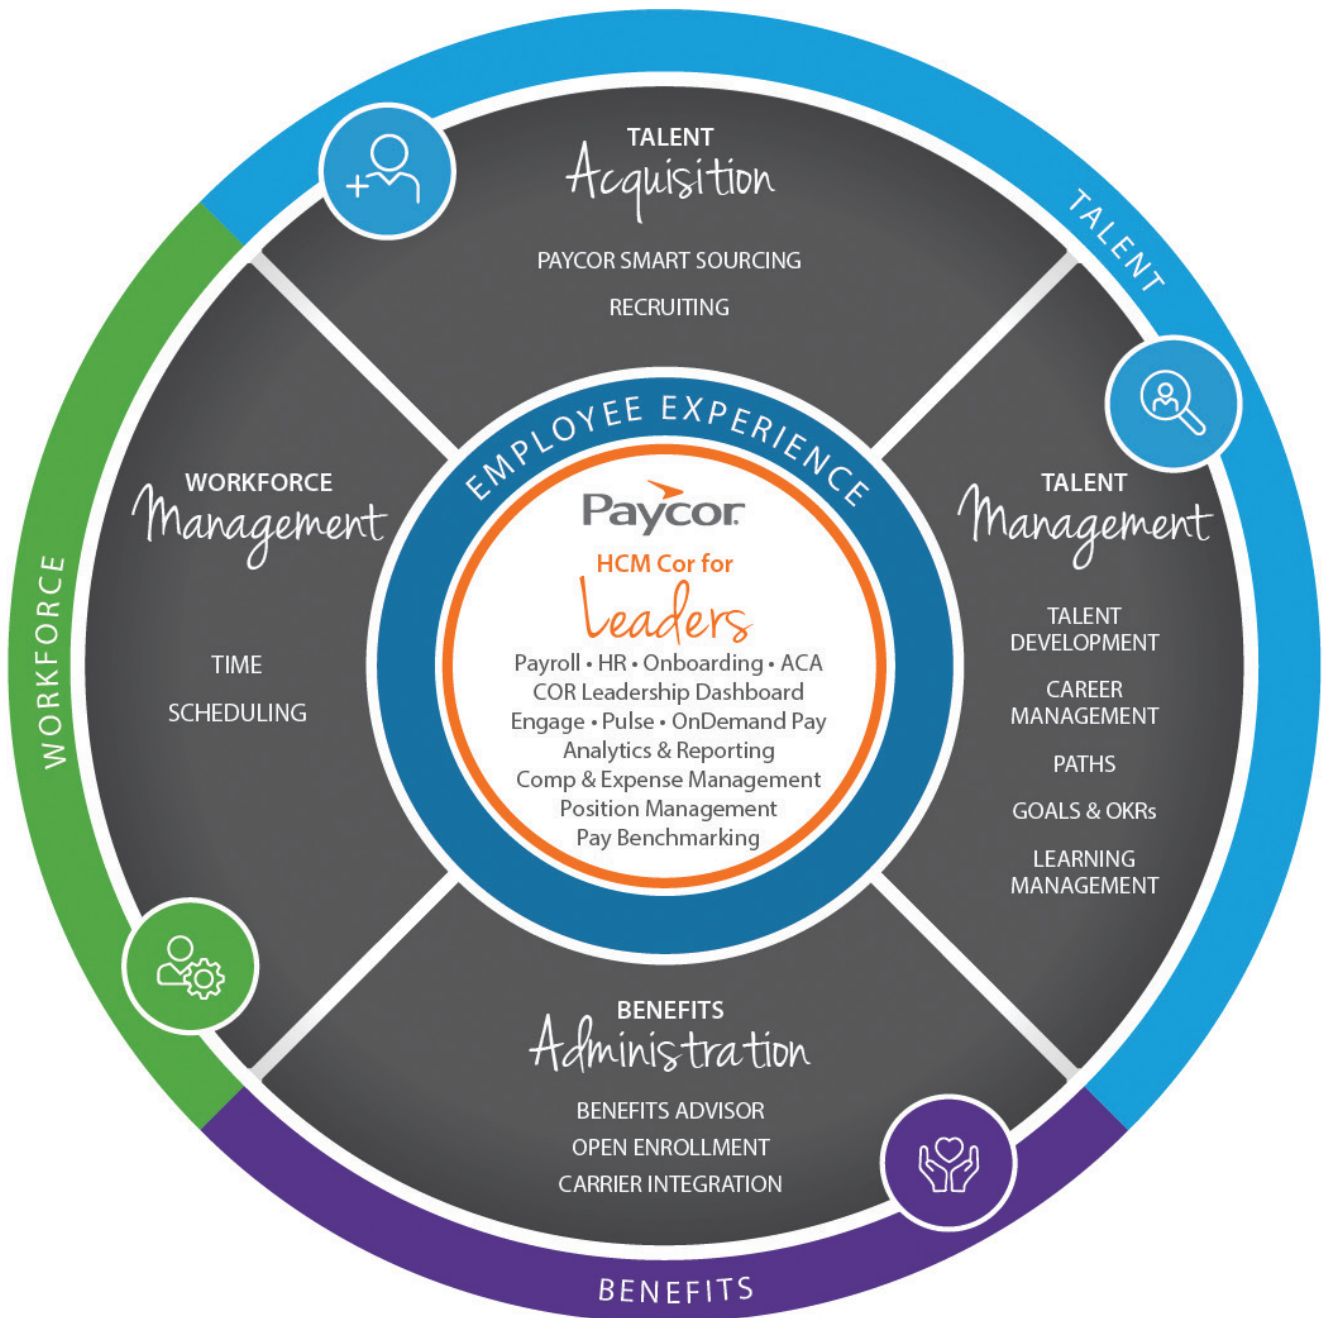 TALENT
Acquisition
PAYCOR SMART SOURCING
RECRUITING
TALENT
WORKFORCE
Management
TIME
SCHEDULING
WORKFORCE
EMPLOYEE EXPERIENCE
Paycor
HCM Cor for
Leaders
Payroll • HR • Onboarding • ACA
COR Leadership Dashboard
Engage • Pulse • OnDemand Pay
Analytics & Reporting
Comp & Expense Management
Position Management
Pay Benchmarking
TALENT
Management
TALENT
DEVELOPMENT
CAREER
MANAGEMENT
PATHS
GOALS & OKRs
LEARNING
MANAGEMENT
BENEFITS
Administration
BENEFITS ADVISOR
OPEN ENROLLMENT
CARRIER INTEGRATION
BENEFITS